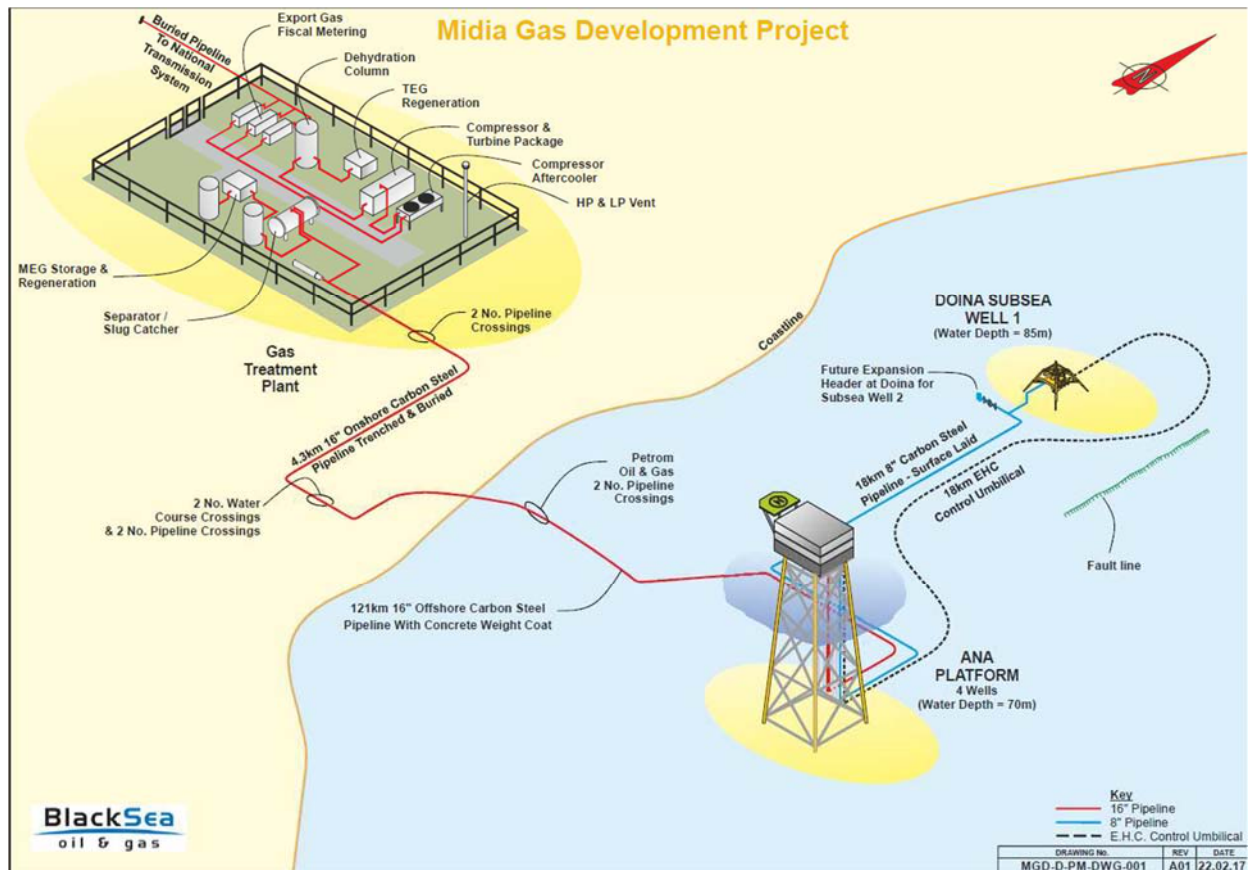 Midia Gas Development Project
Buried Pipeline
To National
Transmission
System
Export Gas
Fiscal Metering
Dehydration
Column
TEG
Regeneration
Compressor &
Turbine Package
Compressor
Aftercooler
HP & LP Vent
MEG Storage &
Regeneration
Separator /
Slug Catcher
Gas
Treatment
Plant
2 No. Pipeline
Crossings
Coastline
N
4.3km 16" Onshore Carbon Steel
Pipeline Trenched & Buried
2 No. Water
Course Crossings
& 2 No. Pipeline Crossings
Petrom
Oil & Gas
2 No. Pipeline
Crossings
121km 16" Offshore Carbon Steel
Pipeline With Concrete Weight Coat
DOINA SUBSEA
WELL 1
(Water Depth = 85m)
Future Expansion
Header at Doina for
Subsea Well 2
18km 8" Carbon Steel
Pipeline - Surface Laid
18km EHC
Control Umbilical
Fault line
H
ANA
PLATFORM
4 Wells
(Water Depth = 70m)
BlackSea
oil & gas
Key
16" Pipeline
8" Pipeline
E.H.C. Control Umbilical
DRAWING No. REV DATE
MGD-D-PM-DWG-001 A01 22.02.17